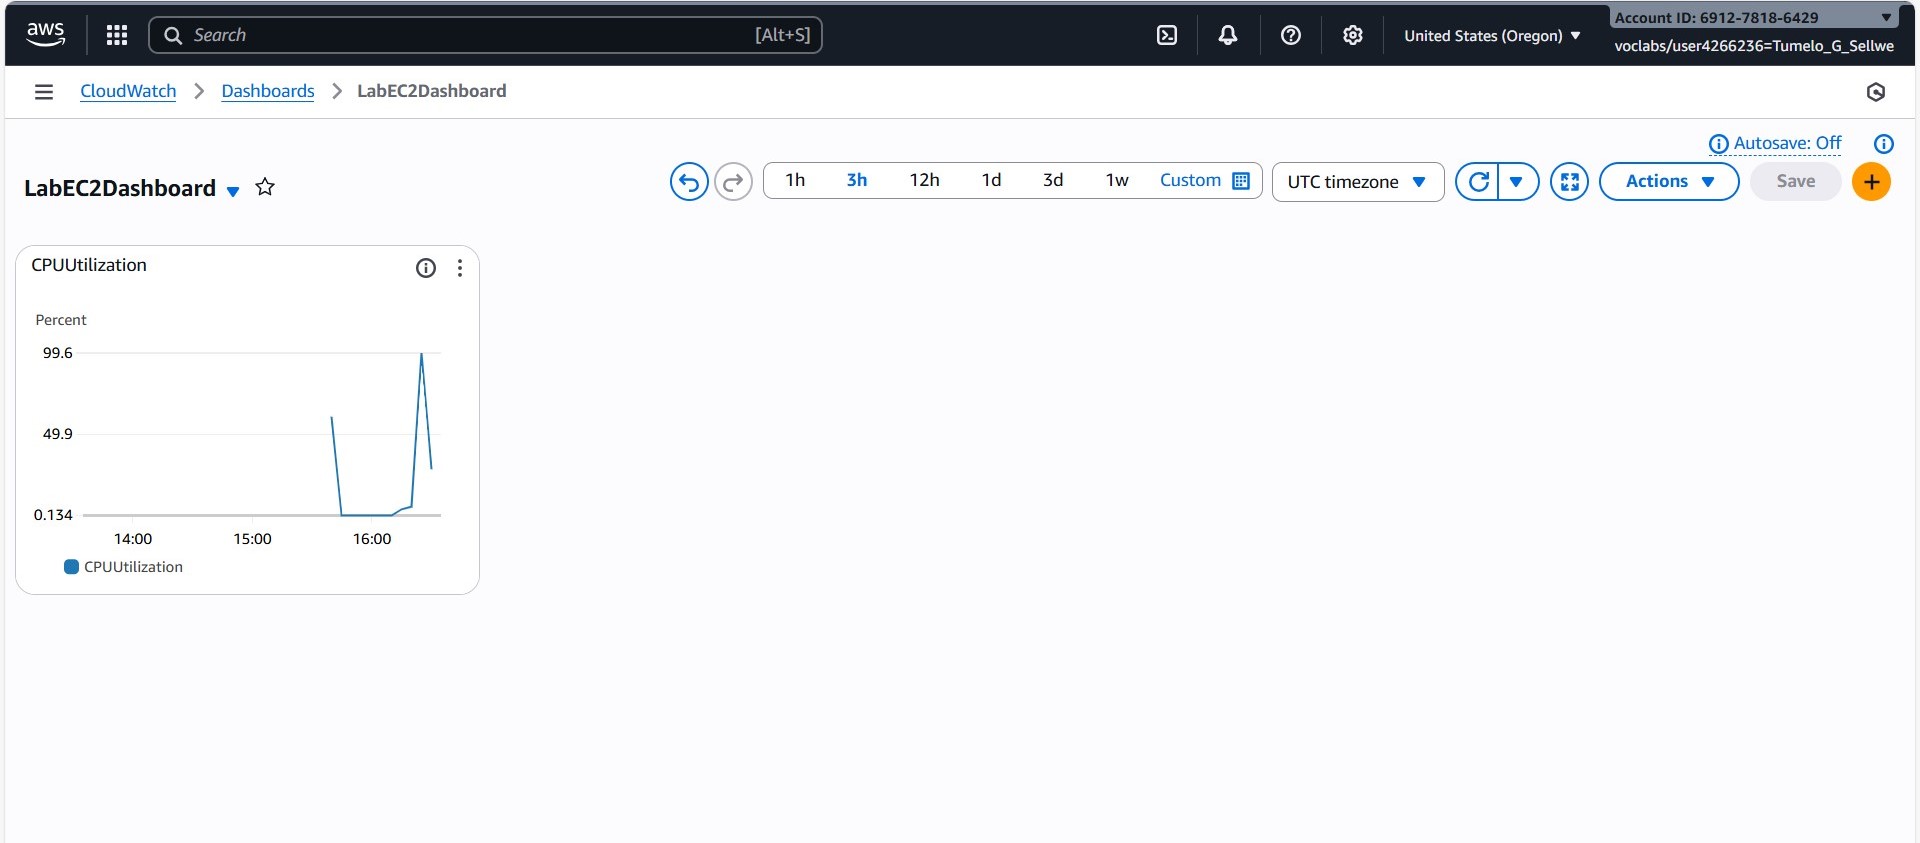 aws
Search [Alt+S]
United States (Oregon)
Account ID: 6912-7818-6429
voclabs/user4266236=Tumelo_G_Sellwe
CloudWatch > Dashboards > LabEC2Dashboard
Autosave: Off
LabEC2Dashboard
1h 3h 12h 1d 3d 1w Custom
UTC timezone
Actions
Save
CPUUtilization
Percent
99.6
49.9
0.134
14:00 15:00 16:00
CPUUtilization